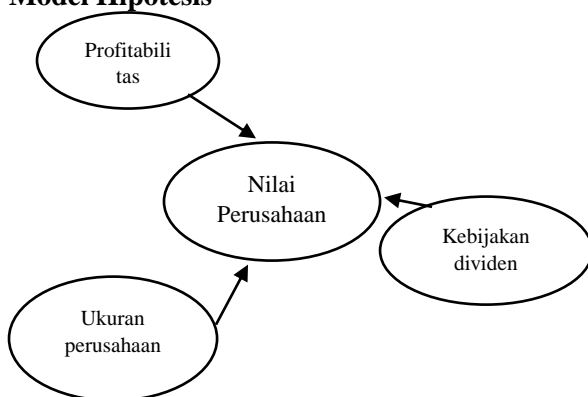 Model Hipotesis
Profitabili
tas
Nilai
Perusahaan
Kebijakan
dividen
Ukuran
perusahaan